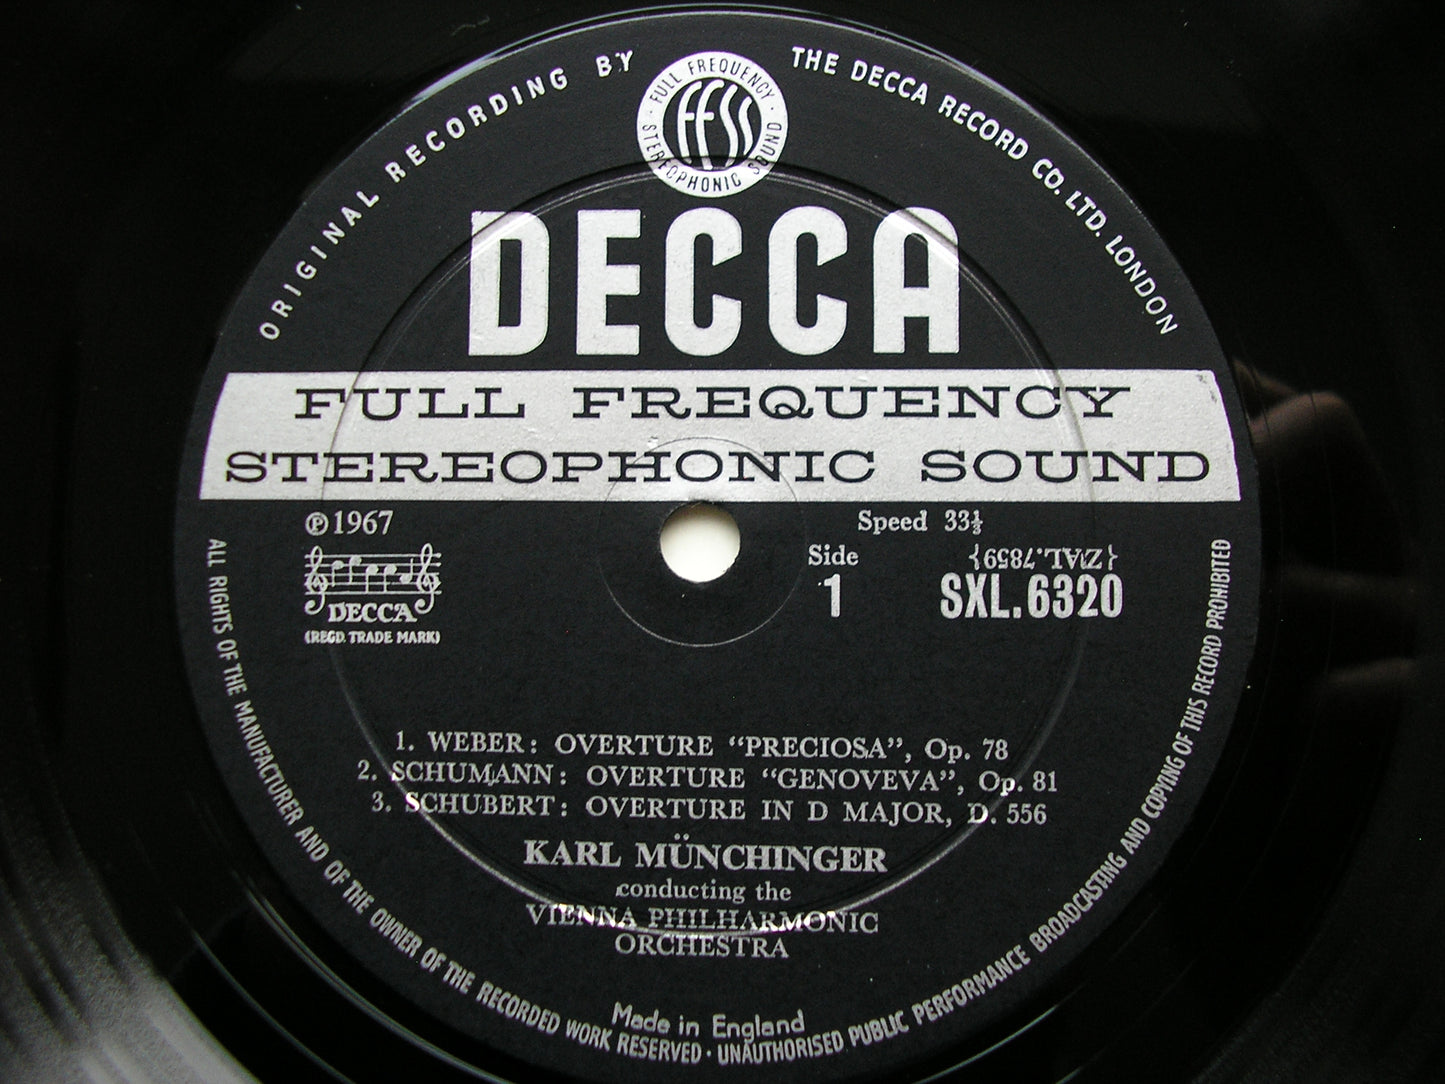 ORIGINAL RECORDING BY THE DECCA RECORD CO. LTD. LONDON
· FULL FREQUENCY · STEREOPHONIC SOUND
FFSS
DECCA
FULL FREQUENCY
STEREOPHONIC SOUND
℗1967
Speed 33⅓
Side
1
{ZAL.7859}
SXL.6320
DECCA
(REGD. TRADE MARK)
1. WEBER: OVERTURE “PRECIOSA”, Op. 78
2. SCHUMANN: OVERTURE “GENOVEVA”, Op. 81
3. SCHUBERT: OVERTURE IN D MAJOR, D. 556
KARL MÜNCHINGER
conducting the
VIENNA PHILHARMONIC
ORCHESTRA
Made in England
ALL RIGHTS OF THE MANUFACTURER AND OF THE OWNER OF THE RECORDED WORK RESERVED · UNAUTHORISED PUBLIC PERFORMANCE BROADCASTING AND COPYING OF THIS RECORD PROHIBITED